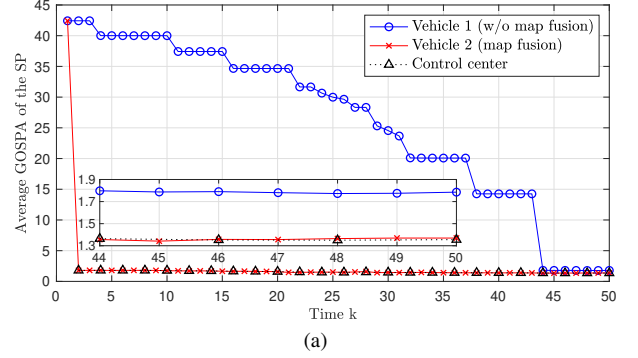 45
40
35
30
25
20
15
10
5
0
Average GOSPA of the SP
Vehicle 1 (w/o map fusion)
Vehicle 2 (map fusion)
Control center
1.9
1.7
1.5
1.3
44 45 46 47 48 49 50
0 5 10 15 20 25 30 35 40 45 50
Time k
(a)